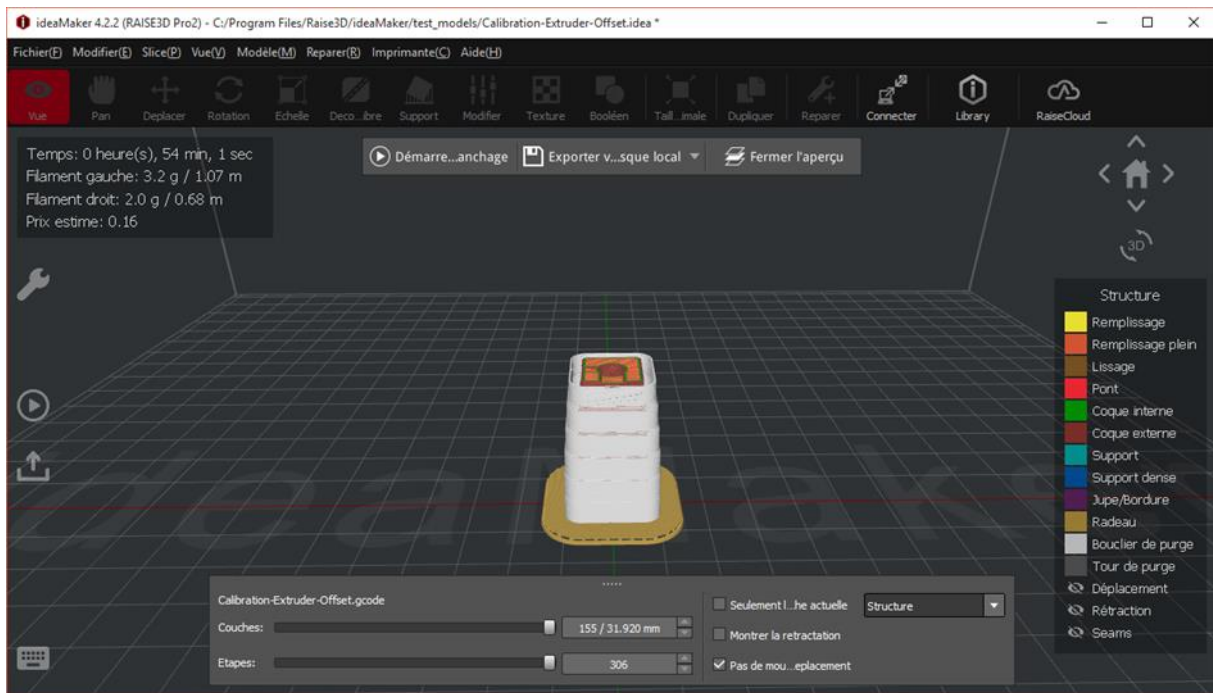 ideaMaker 4.2.2 (RAISE3D Pro2) - C:/Program Files/Raise3D/ideaMaker/test_models/Calibration-Extruder-Offset.idea *
Fichier(F) Modifier(E) Slice(P) Vue(V) Modèle(M) Reparer(R) Imprimante(C) Aide(H)
Vue Pan Deplacer Rotation Echelle Deco...ibre Support Modifier Texture Booléen Taill...imale Dupliquer Reparer Connecter Library RaiseCloud
Temps: 0 heure(s), 54 min, 1 sec
Filament gauche: 3.2 g / 1.07 m
Filament droit: 2.0 g / 0.68 m
Prix estime: 0.16
Démarre...anchage Exporter v...sque local Fermer l'aperçu
3D
Structure
Remplissage
Remplissage plein
Lissage
Pont
Coque interne
Coque externe
Support
Support dense
Jupe/Bordure
Radeau
Bouclier de purge
Tour de purge
Déplacement
Rétraction
Seams
ideaMaker
Calibration-Extruder-Offset.gcode
Couches: 155 / 31.920 mm
Etapes: 306
Seulement l...he actuelle Structure
Montrer la retractation
Pas de mou...eplacement